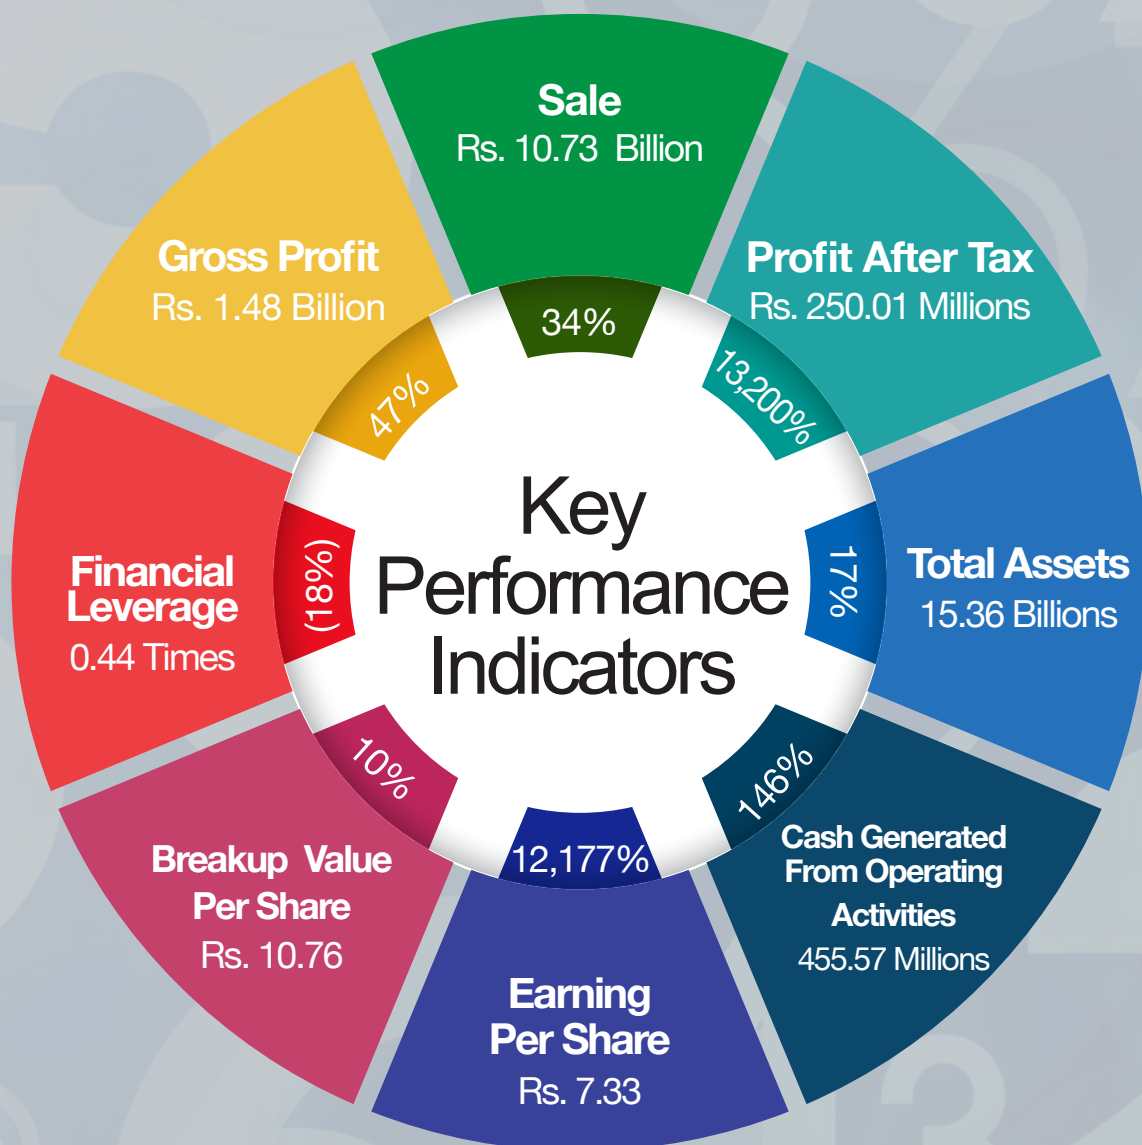 Sale
Rs. 10.73 Billion
34%
Profit After Tax
Rs. 250.01 Millions
13,200%
Total Assets
15.36 Billions
17%
Cash Generated
From Operating
Activities
455.57 Millions
146%
Earning
Per Share
Rs. 7.33
12,177%
Breakup Value
Per Share
Rs. 10.76
10%
Financial
Leverage
0.44 Times
(18%)
Gross Profit
Rs. 1.48 Billion
47%
Key
Performance
Indicators